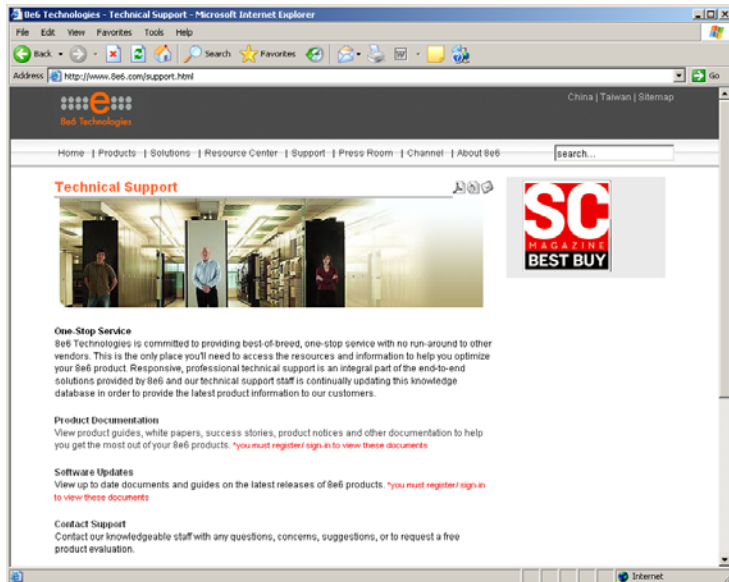 8e6 Technologies - Technical Support - Microsoft Internet Explorer
File Edit View Favorites Tools Help
Back Search Favorites
Address http://www.8e6.com/support.html Go
China | Taiwan | Sitemap
e
8e6 Technologies
Home | Products | Solutions | Resource Center | Support | Press Room | Channel | About 8e6 search...
Technical Support
SC
MAGAZINE
BEST BUY
One-Stop Service
8e6 Technologies is committed to providing best-of-breed, one-stop service with no run-around to other
vendors. This is the only place you'll need to access the resources and information to help you optimize
your 8e6 product. Responsive, professional technical support is an integral part of the end-to-end
solutions provided by 8e6 and our technical support staff is continually updating this knowledge
database in order to provide the latest product information to our customers.
Product Documentation
View product guides, white papers, success stories, product notices and other documentation to help
you get the most out of your 8e6 products. *you must register/ sign-in to view these documents
Software Updates
View up to date documents and guides on the latest releases of 8e6 products. *you must register/ sign-in
to view these documents
Contact Support
Contact our knowledgeable staff with any questions, concerns, suggestions, or to request a free
product evaluation.
Internet